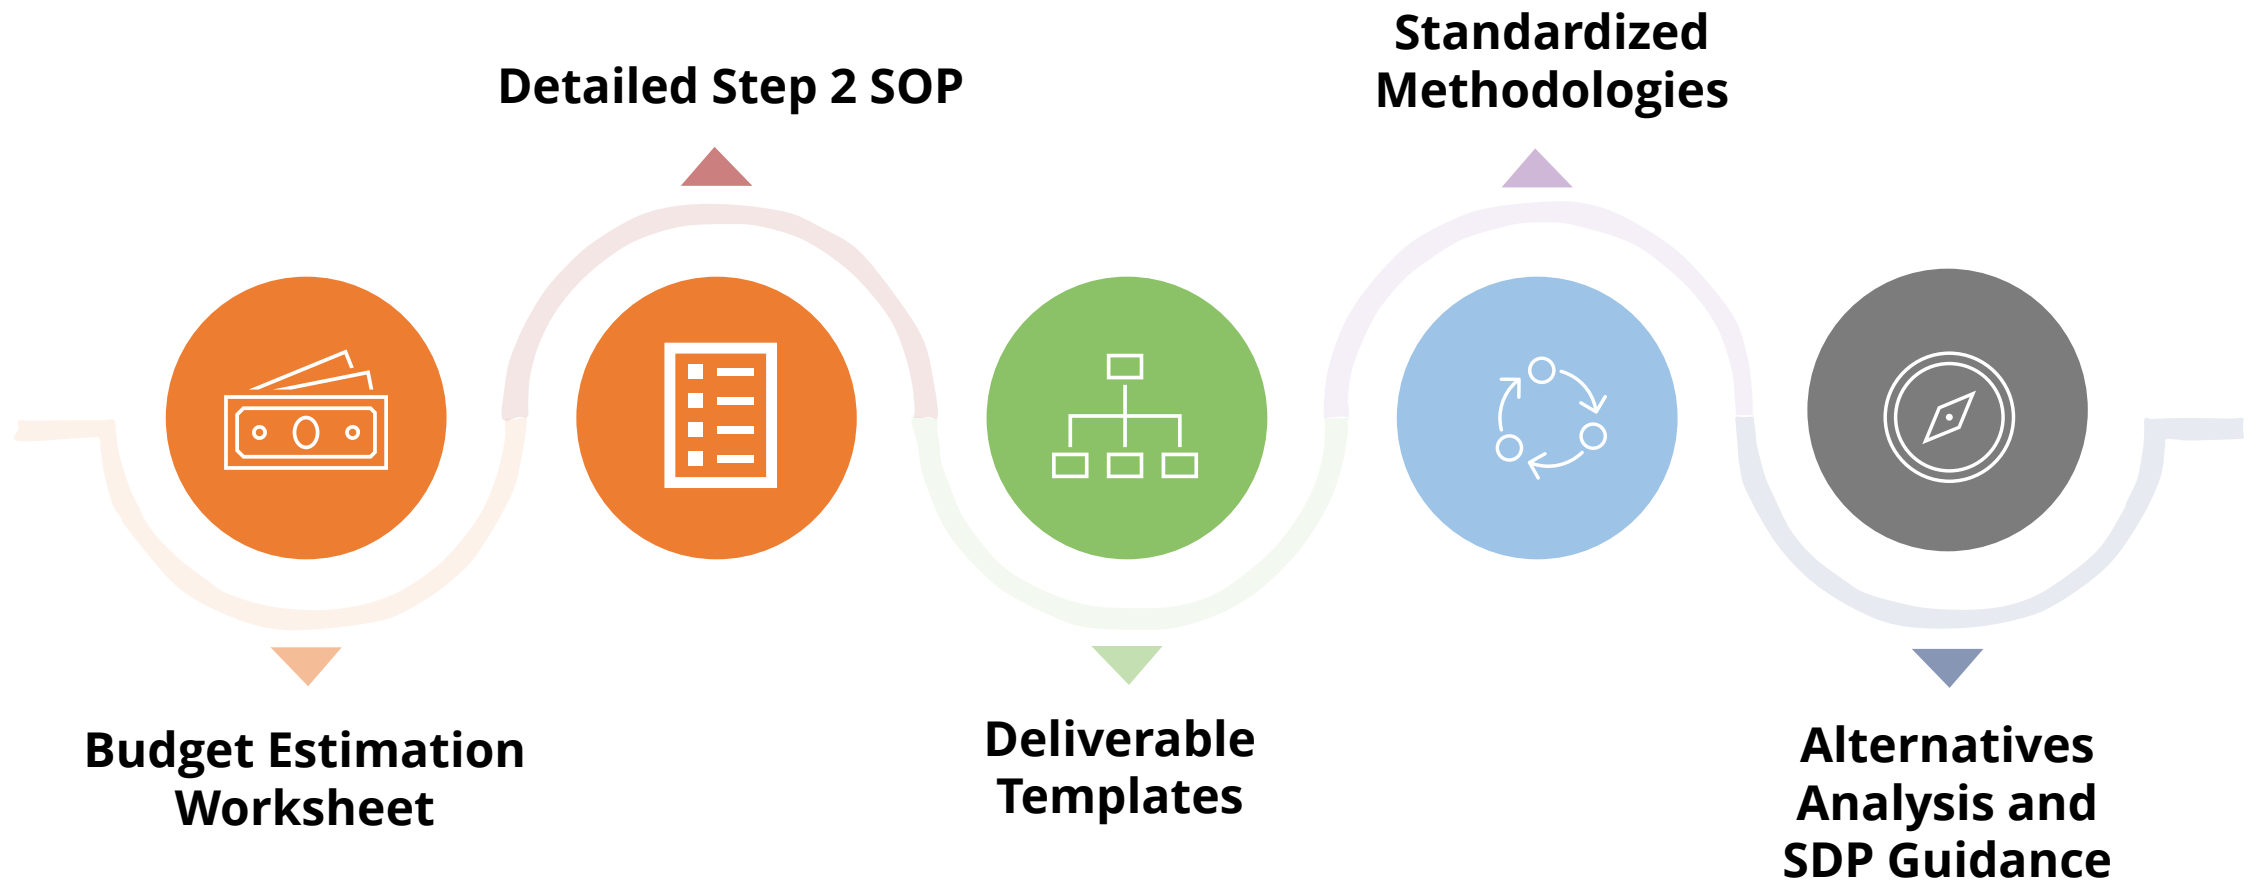 Budget Estimation
Worksheet
Detailed Step 2 SOP
Deliverable
Templates
Standardized
Methodologies
Alternatives
Analysis and
SDP Guidance